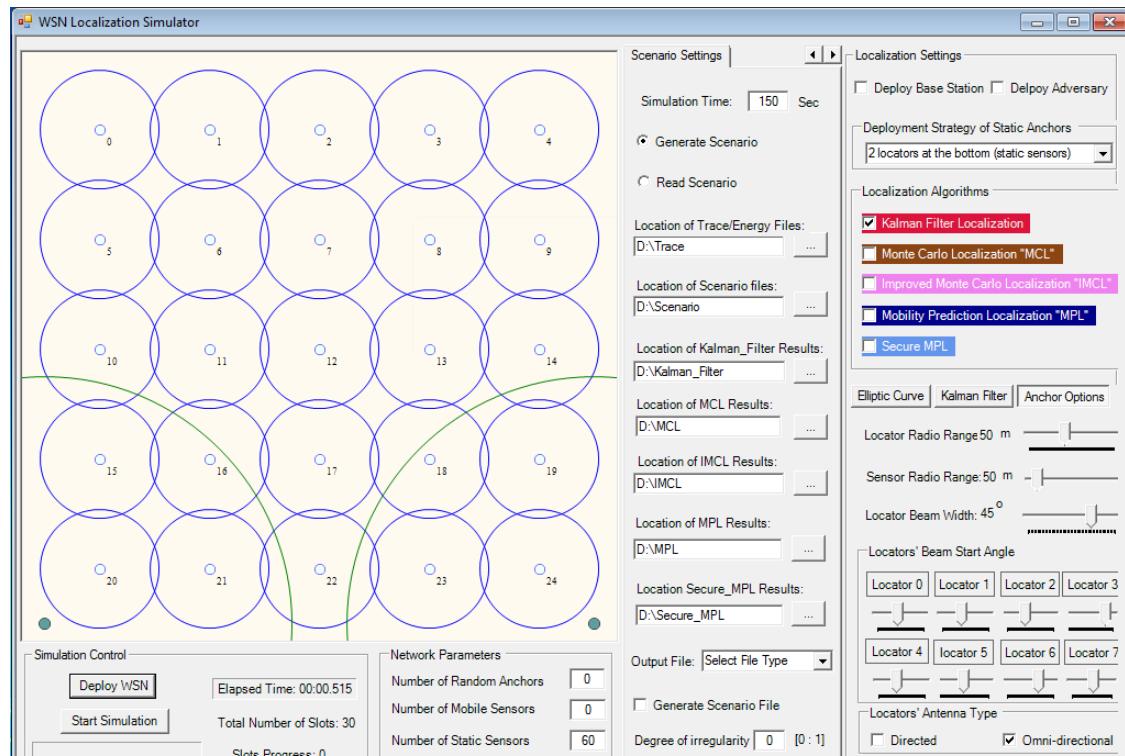 WSN Localization Simulator
0 1 2 3 4
5 6 7 8 9
10 11 12 13 14
15 16 17 18 19
20 21 22 23 24
Simulation Control
Deploy WSN
Elapsed Time: 00:00.515
Start Simulation
Total Number of Slots: 30
Slots Progress: 0
Network Parameters
Number of Random Anchors 0
Number of Mobile Sensors 0
Number of Static Sensors 60
Scenario Settings
Simulation Time: 150 Sec
Generate Scenario
Read Scenario
Location of Trace/Energy Files:
D:\Trace ...
Location of Scenario files:
D:\Scenario ...
Location of Kalman_Filter Results:
D:\Kalman_Filter ...
Location of MCL Results:
D:\MCL ...
Location of IMCL Results:
D:\IMCL ...
Location of MPL Results:
D:\MPL ...
Location Secure_MPL Results:
D:\Secure_MPL ...
Output File: Select File Type
Generate Scenario File
Degree of irregularity 0 [0 : 1]
Localization Settings
Deploy Base Station Delpoy Adversary
Deployment Strategy of Static Anchors
2 locators at the bottom (static sensors)
Localization Algorithms
Kalman Filter Localization
Monte Carlo Localization "MCL"
Improved Monte Carlo Localization "IMCL"
Mobility Prediction Localization "MPL"
Secure MPL
Elliptic Curve Kalman Filter Anchor Options
Locator Radio Range 50 m
Sensor Radio Range: 50 m
Locator Beam Width: 45°
Locators' Beam Start Angle
Locator 0 Locator 1 Locator 2 Locator 3
Locator 4 locator 5 Locator 6 Locator 7
Locators' Antenna Type
Directed Omni-directional